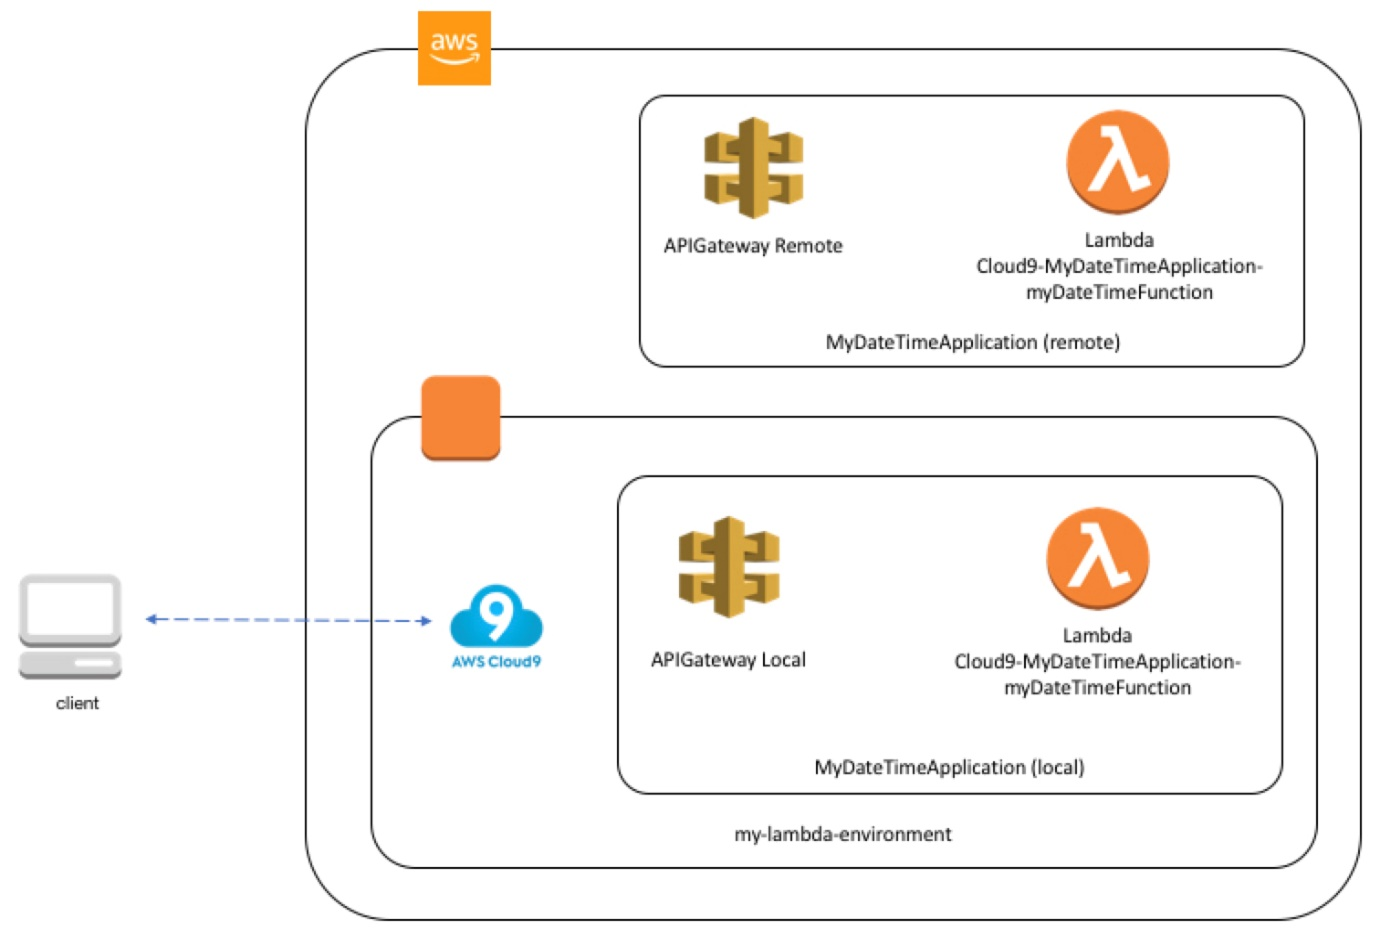 aws
APIGateway Remote
Lambda
Cloud9-MyDateTimeApplication-
myDateTimeFunction
MyDateTimeApplication (remote)
9
AWS Cloud9
client
APIGateway Local
Lambda
Cloud9-MyDateTimeApplication-
myDateTimeFunction
MyDateTimeApplication (local)
my-lambda-environment